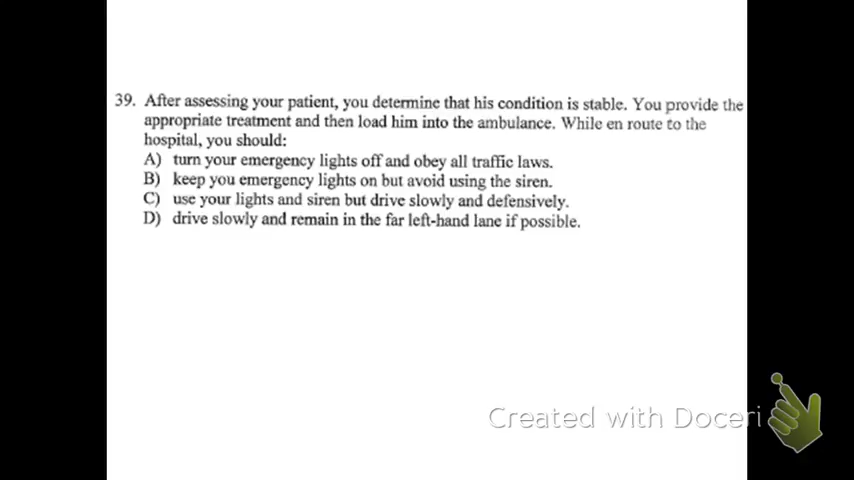 39. After assessing your patient, you determine that his condition is stable. You provide the
appropriate treatment and then load him into the ambulance. While en route to the
hospital, you should:
A) turn your emergency lights off and obey all traffic laws.
B) keep you emergency lights on but avoid using the siren.
C) use your lights and siren but drive slowly and defensively.
D) drive slowly and remain in the far left-hand lane if possible.
Created with Doceri